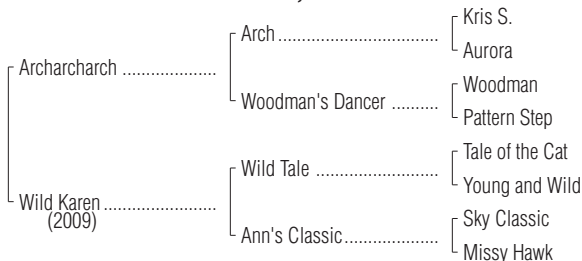 Kris S.
Arch
Aurora
Archarcharch
Woodman
Woodman's Dancer
Pattern Step
Tale of the Cat
Wild Tale
Young and Wild
Wild Karen
(2009)
Sky Classic
Ann's Classic
Missy Hawk